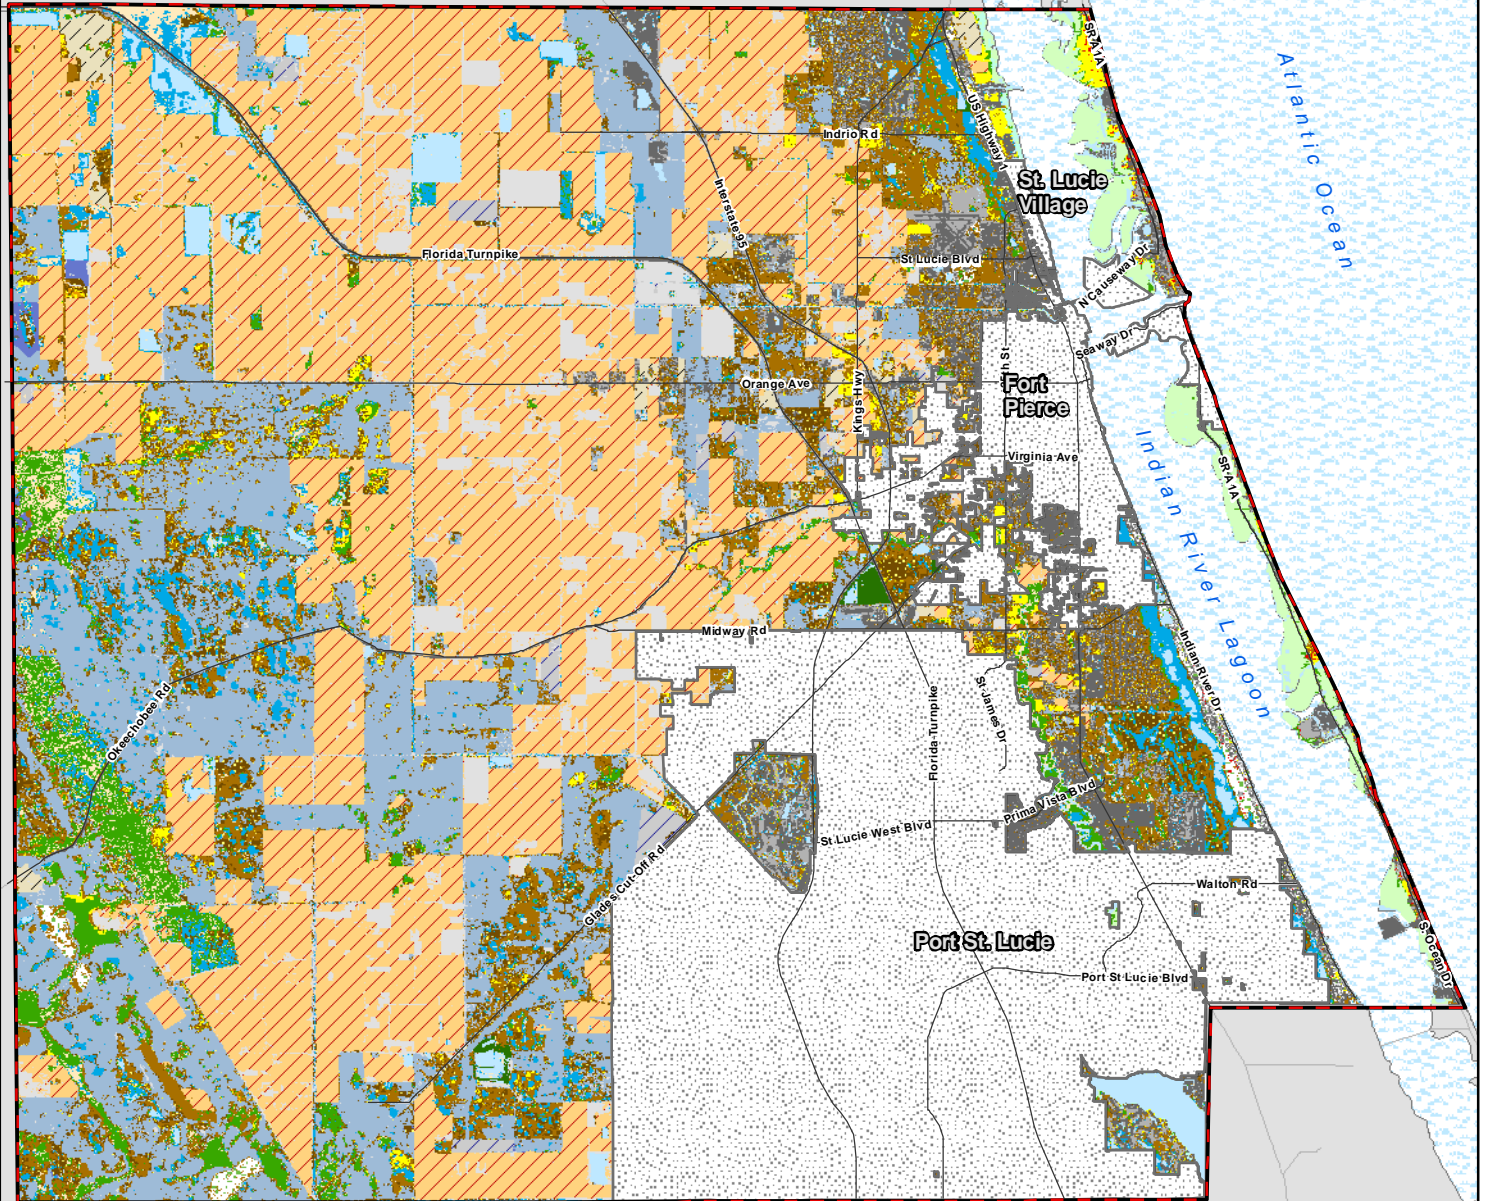 SR-A1A
Atlantic Ocean
US Highway 1
Indrio Rd
St. Lucie
Village
Interstate 95
Florida Turnpike
St Lucie Blvd
N Causeway Dr
Seaway Dr
th St
Orange Ave
Kings Hwy
Fort
Pierce
Virginia Ave
SR-A1A
Indian River Lagoon
Midway Rd
Indian River Dr
Okeechobee Rd
St James Dr
Florida-Turnpike
Prima Vista Blvd
St Lucie West Blvd
Glades Cut-Off Rd
Walton Rd
Port St. Lucie
S. Ocean Dr
Port St Lucie Blvd